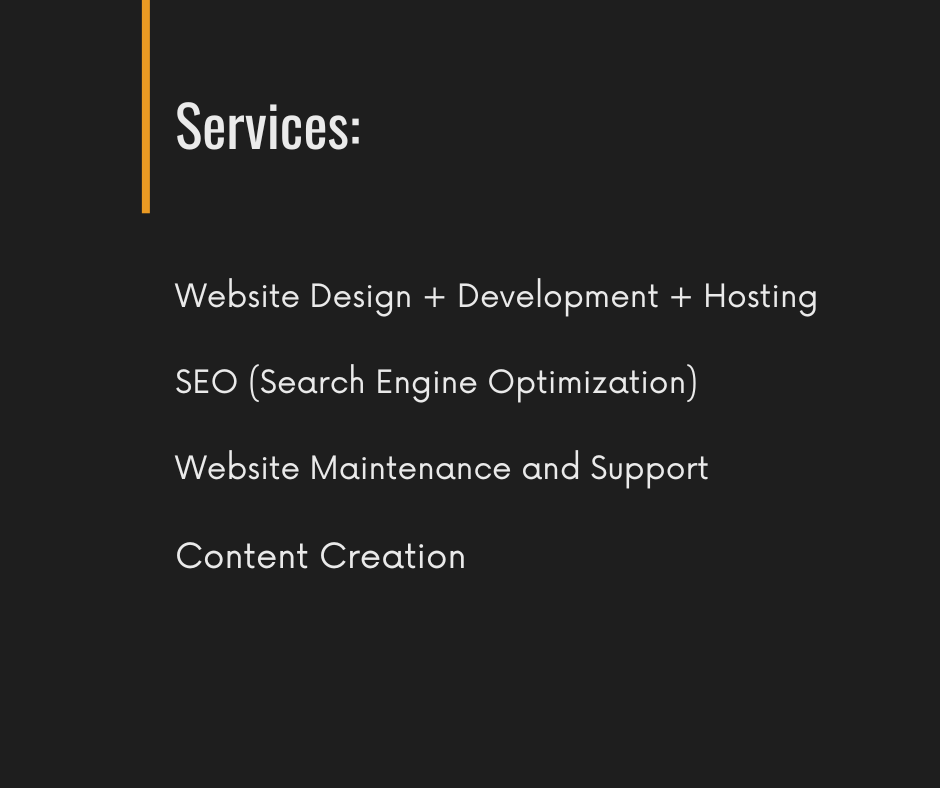 Services:
Website Design + Development + Hosting
SEO (Search Engine Optimization)
Website Maintenance and Support
Content Creation